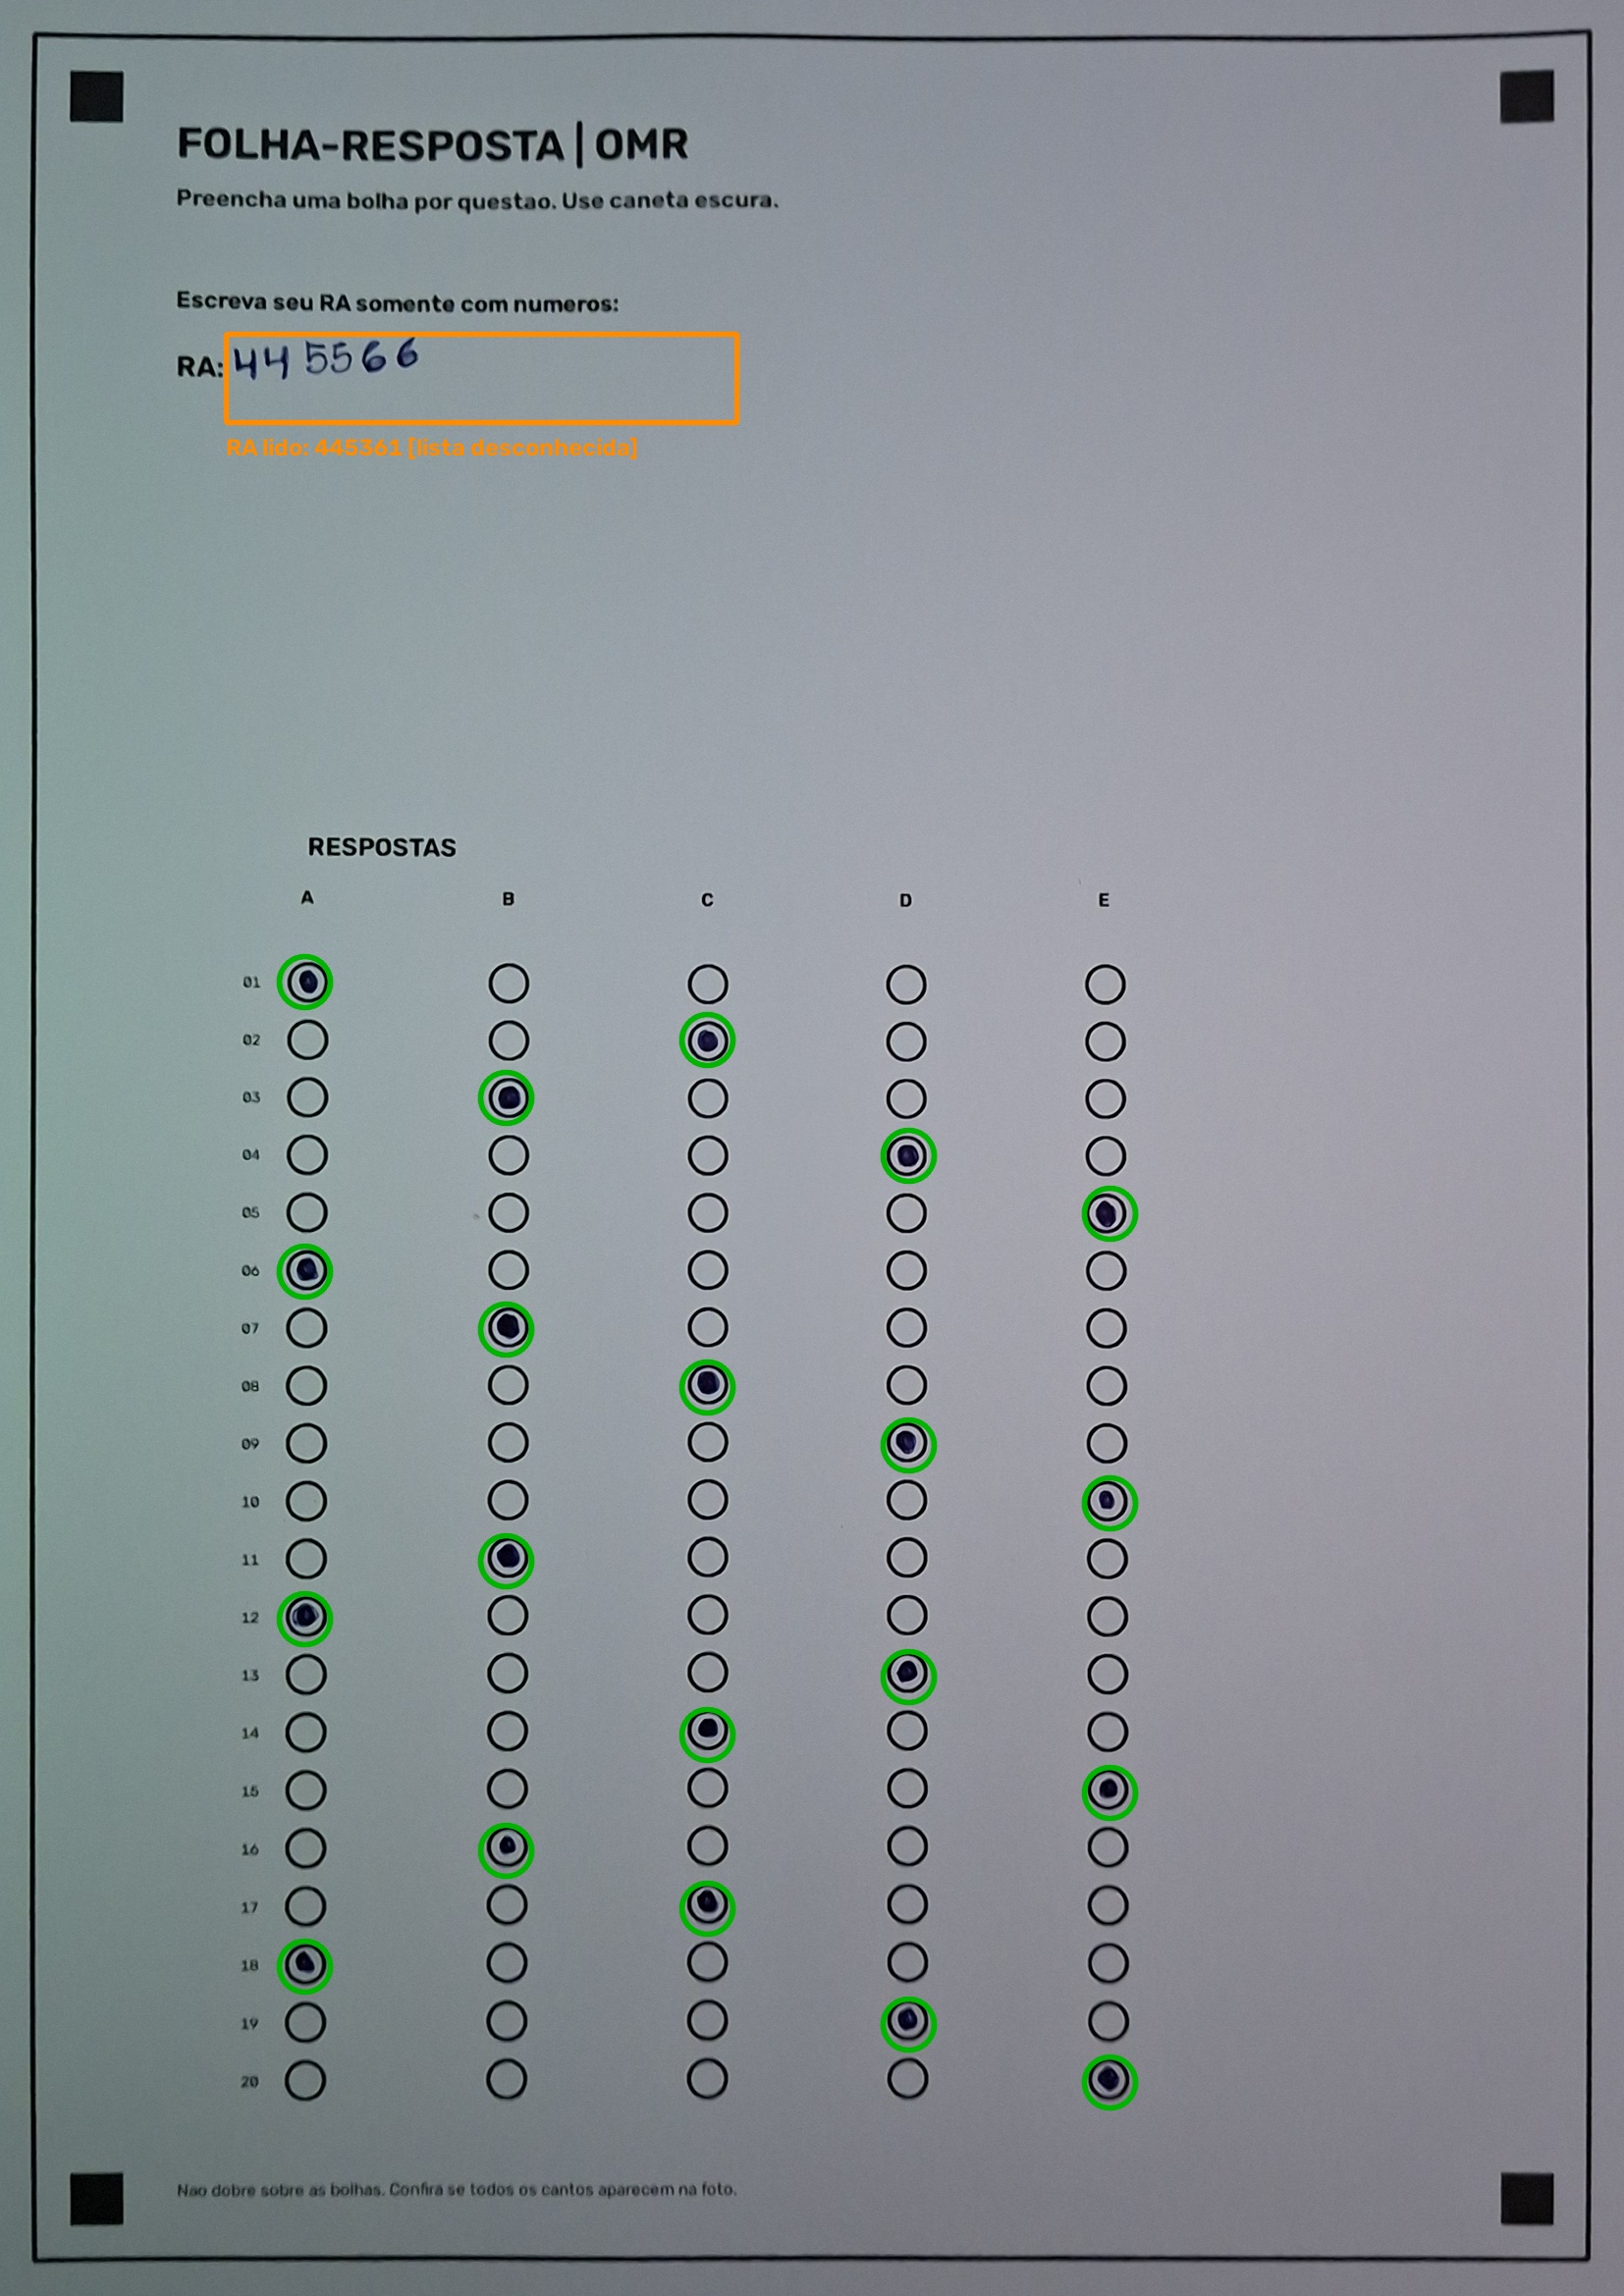 FOLHA-RESPOSTA | OMR
Preencha uma bolha por questao. Use caneta escura.
Escreva seu RA somente com numeros:
RA: 445566
RA lido: 445361 [lista desconhecida]
RESPOSTAS
A B C D E
01
02
03
04
05
06
07
08
09
10
11
12
13
14
15
16
17
18
19
20
Nao dobre sobre as bolhas. Confira se todos os cantos aparecem na foto.